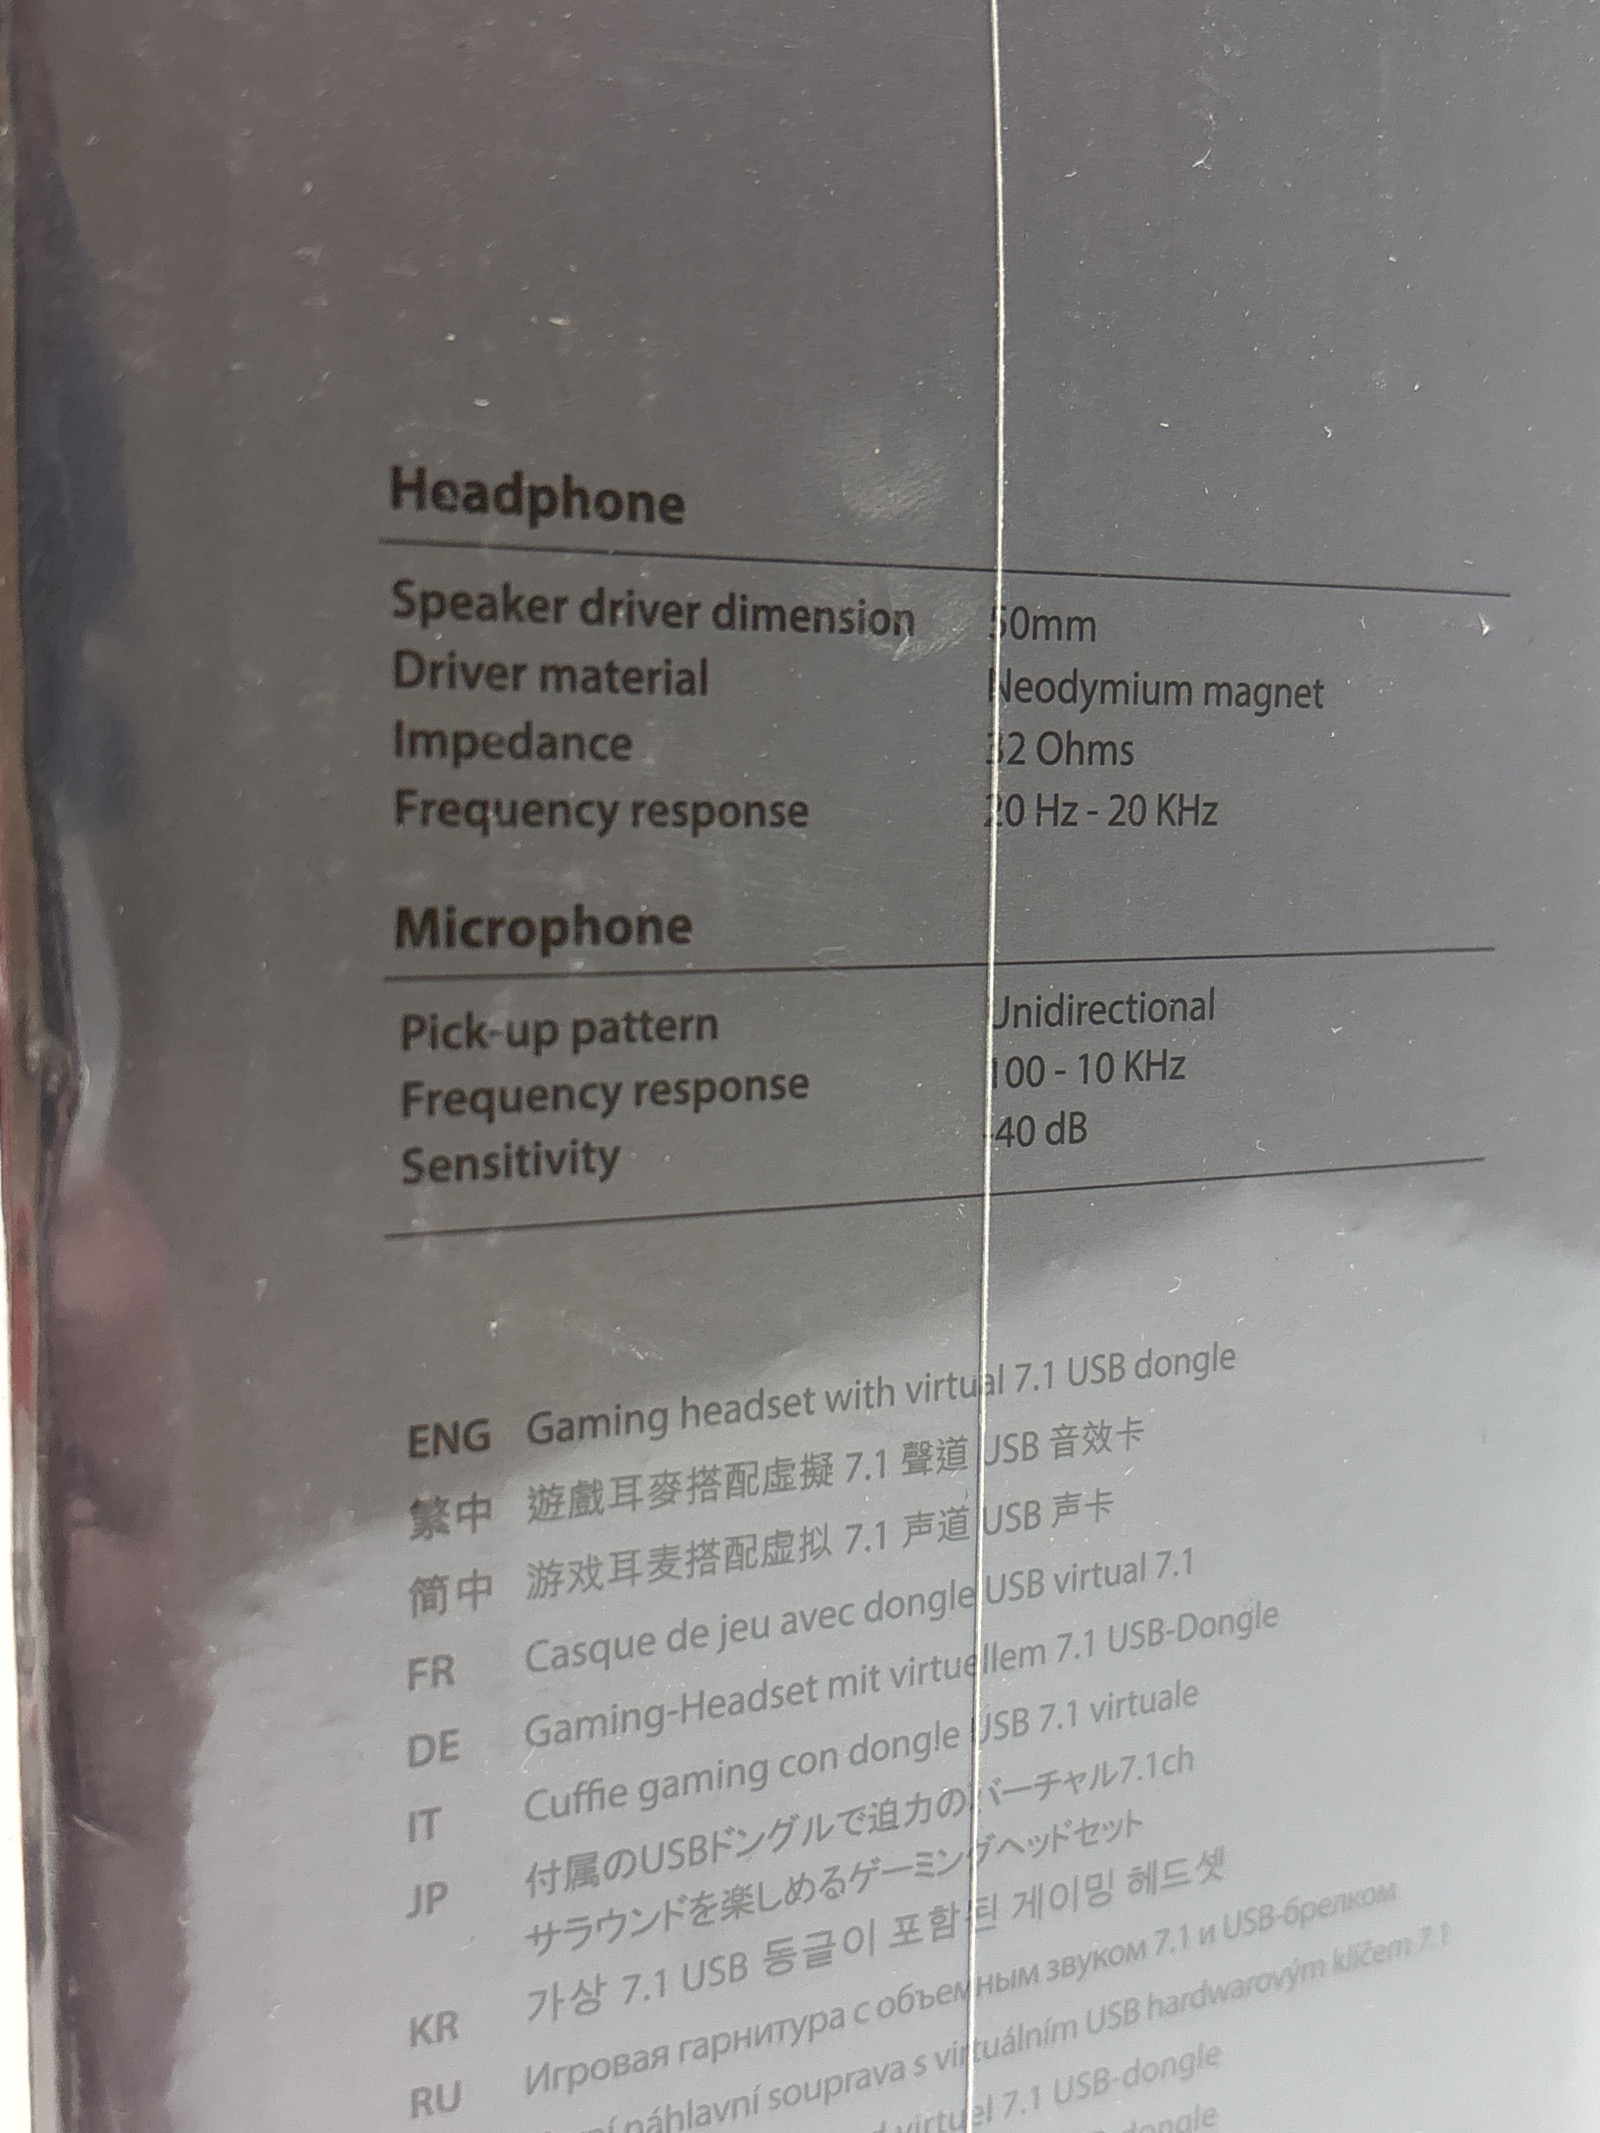 Headphone
Speaker driver dimension 50mm
Driver material Neodymium magnet
Impedance 32 Ohms
Frequency response 20 Hz - 20 KHz
Microphone
Pick-up pattern Unidirectional
Frequency response 100 - 10 KHz
Sensitivity -40 dB
ENG Gaming headset with virtual 7.1 USB dongle
繁中 遊戲耳麥搭配虛擬 7.1 聲道 USB 音效卡
简中 游戏耳麦搭配虚拟 7.1 声道 USB 声卡
FR Casque de jeu avec dongle USB virtual 7.1
DE Gaming-Headset mit virtuellem 7.1 USB-Dongle
IT Cuffie gaming con dongle USB 7.1 virtuale
JP 付属のUSBドングルで迫力のバーチャル7.1ch
サラウンドを楽しめるゲーミングヘッドセット
KR 가상 7.1 USB 동글이 포함된 게이밍 헤드셋
RU Игровая гарнитура с объемным звуком 7.1 и USB-брелком
náhlavní souprava s virtuálním USB hardwarovým klíčem 7.1
virtuel 7.1 USB-dongle
dongle